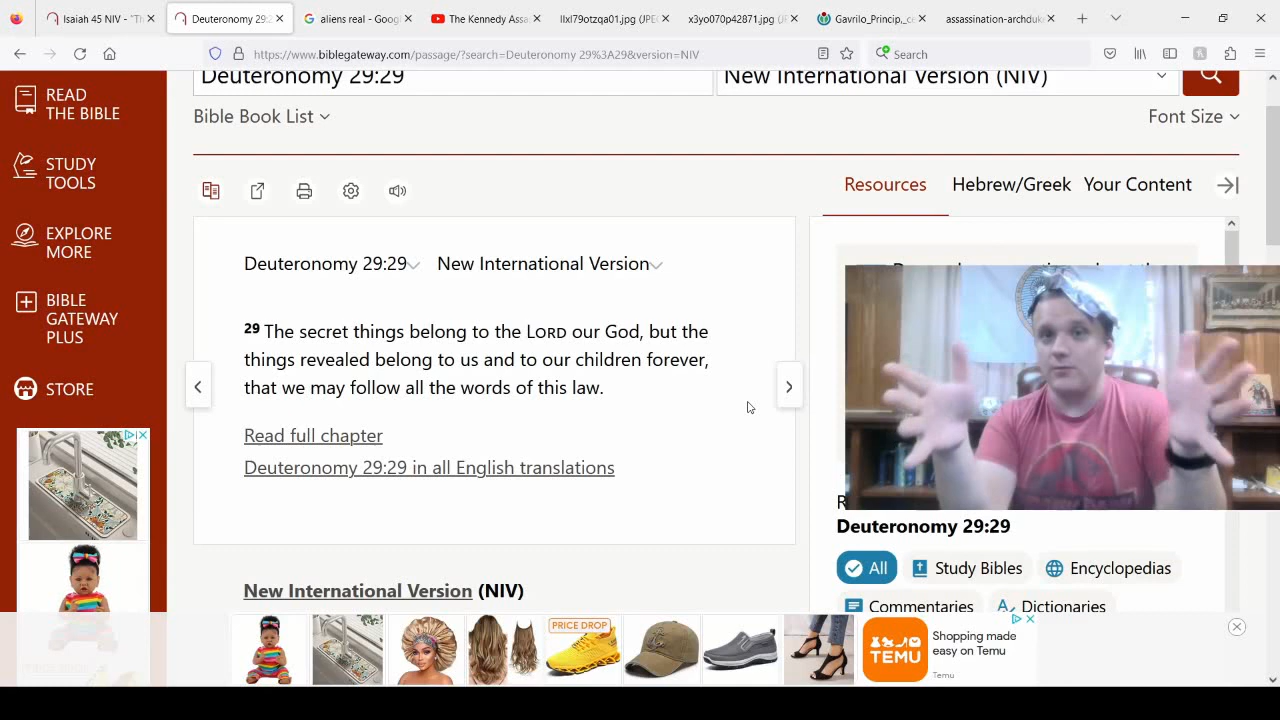 Isaiah 45 NIV - "Th
Deuteronomy 29:2
aliens real - Goog
The Kennedy Assa
llxl79otzqa01.jpg (JPE
x3yo070p42871.jpg (JP
Gavrilo_Princip,_c
assassination-archduke
https://www.biblegateway.com/passage/?search=Deuteronomy 29%3A29&version=NIV
Search
READ
THE BIBLE
STUDY
TOOLS
EXPLORE
MORE
BIBLE
GATEWAY
PLUS
STORE
Deuteronomy 29:29
New International Version (NIV)
Bible Book List
Font Size
Resources
Hebrew/Greek
Your Content
Deuteronomy 29:29
New International Version
29 The secret things belong to the LORD our God, but the
things revealed belong to us and to our children forever,
that we may follow all the words of this law.
Read full chapter
Deuteronomy 29:29 in all English translations
New International Version (NIV)
Deuteronomy 29:29
All
Study Bibles
Encyclopedias
Commentaries
Dictionaries
PRICE DROP
TEMU
Shopping made
easy on Temu
Temu